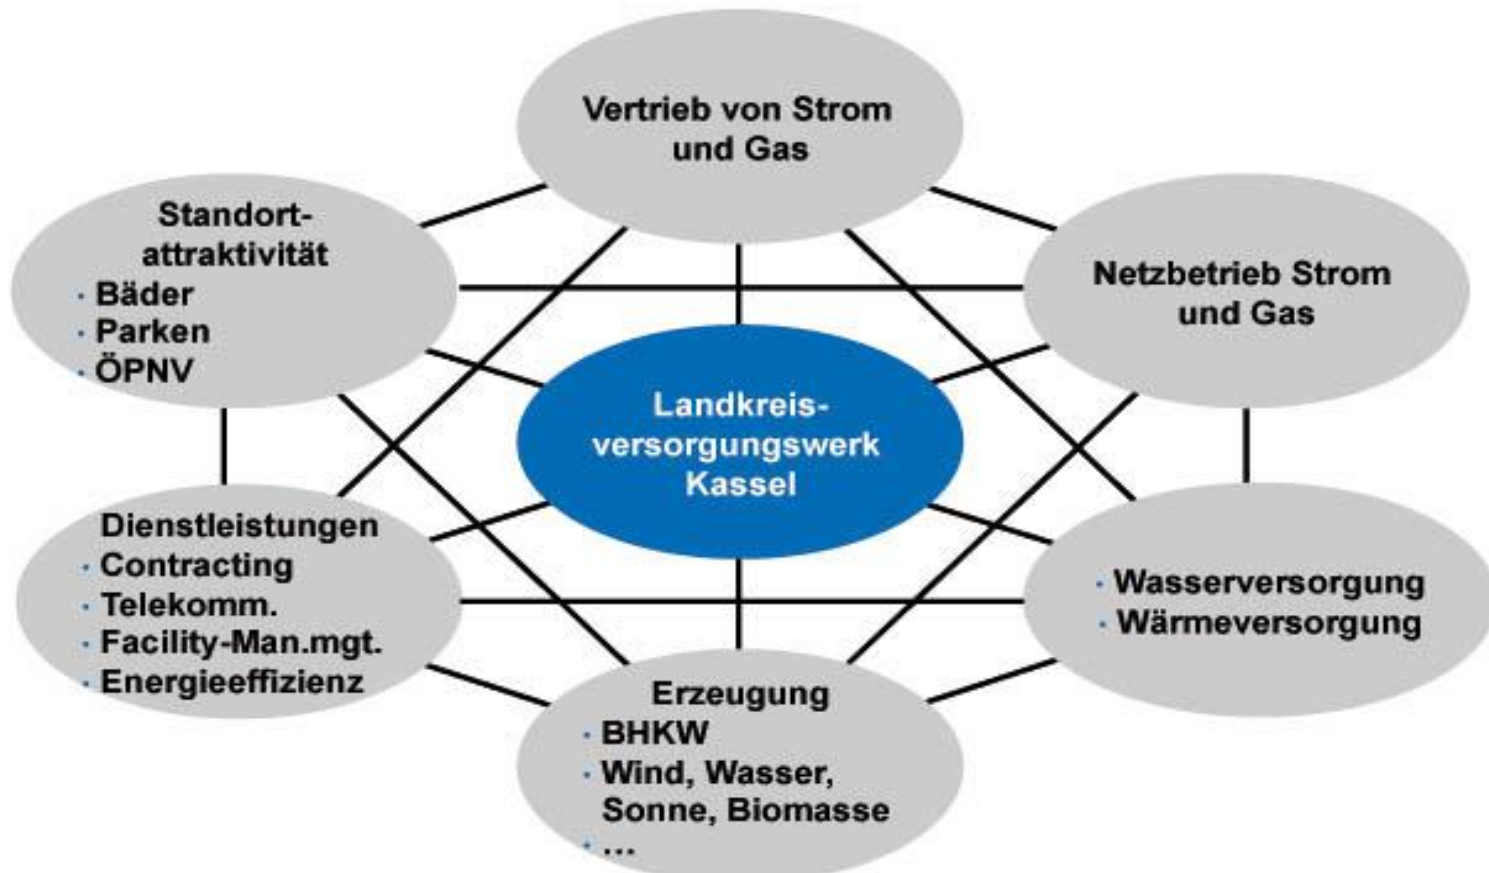 Vertrieb von Strom
und Gas
Standort-
attraktivität
· Bäder
· Parken
· ÖPNV
Netzbetrieb Strom
und Gas
Landkreis-
versorgungswerk
Kassel
Dienstleistungen
· Contracting
· Telekomm.
· Facility-Man.mgt.
· Energieeffizienz
· Wasserversorgung
· Wärmeversorgung
Erzeugung
· BHKW
· Wind, Wasser,
Sonne, Biomasse
· ...